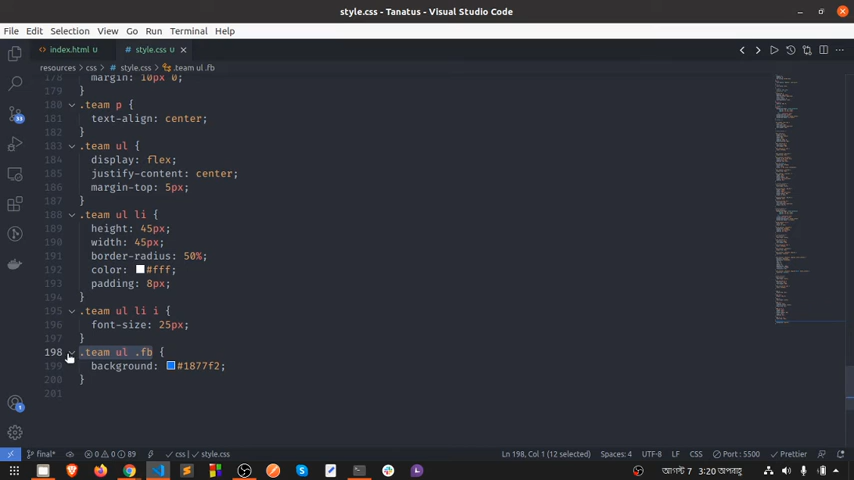 style.css - Tanatus - Visual Studio Code
File Edit Selection View Go Run Terminal Help
index.html U
style.css U
resources > css > style.css > .team ul .fb
178 margin: 10px 0;
179 }
180 .team p {
181 text-align: center;
182 }
183 .team ul {
184 display: flex;
185 justify-content: center;
186 margin-top: 5px;
187 }
188 .team ul li {
189 height: 45px;
190 width: 45px;
191 border-radius: 50%;
192 color: #fff;
193 padding: 8px;
194 }
195 .team ul li i {
196 font-size: 25px;
197 }
198 .team ul .fb {
199 background: #1877f2;
200 }
201
33
1
final* 0 0 89 css | style.css Ln 198, Col 1 (12 selected) Spaces: 4 UTF-8 LF CSS Port : 5500 Prettier
আগস্ট 7 3:20 অপরাহ্ণ